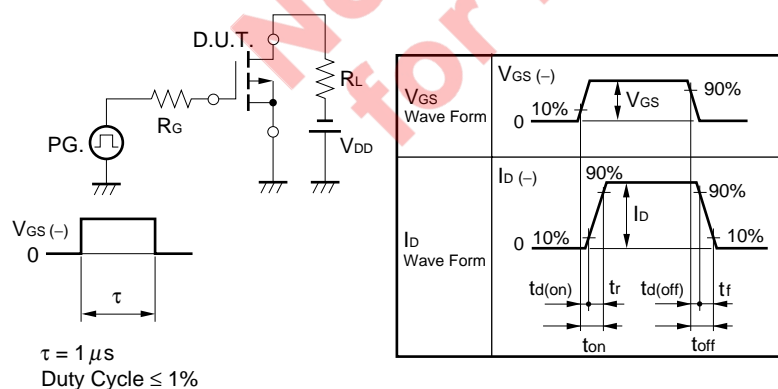 D.U.T.
RL
RG
PG.
VDD
VGS (−)
0
τ
τ = 1 μs
Duty Cycle ≤ 1%
VGS
Wave Form
VGS (−)
10%
0
VGS
90%
ID
Wave Form
ID (−)
90%
0 10%
ID
90%
10%
td(on) tr td(off) tf
ton toff
for